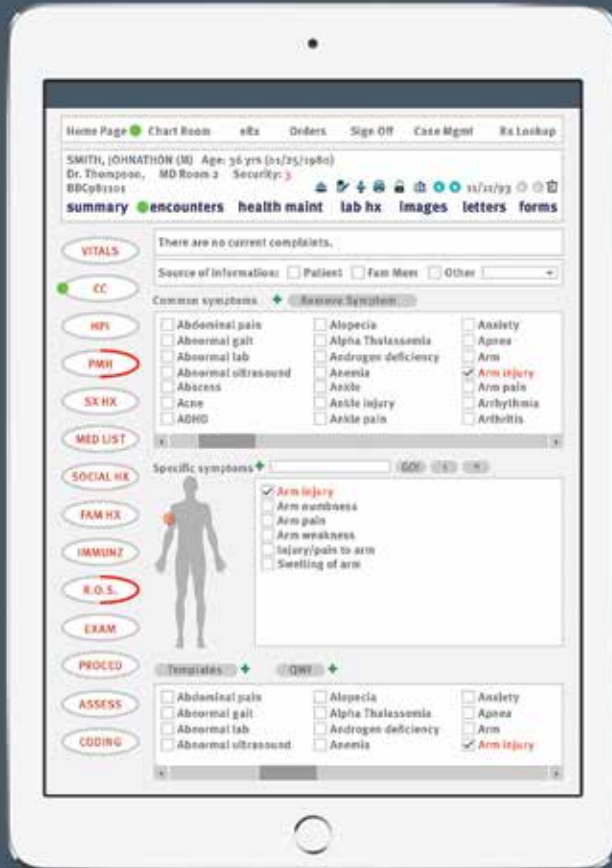 Home Page Chart Room eRx Orders Sign Off Case Mgmt Rx Lookup
SMITH, JOHNATHON (M) Age: 36 yrs (01/25/1980)
Dr. Thompson, MD Room 2 Security: 3
BBC981101 11/11/93
summary encounters health maint lab hx images letters forms
VITALS
CC
HPI
PMH
SX HX
MED LIST
SOCIAL HX
FAM HX
IMMUNZ
R.O.S.
EXAM
PROCED
ASSESS
CODING
There are no current complaints.
Source of information: Patient Fam Mem Other
Common symptoms + Remove Symptom
Abdominal pain Alopecia Anxiety
Abnormal gait Alpha Thalassemia Apnea
Abnormal lab Androgen deficiency Arm
Abnormal ultrasound Anemia Arm injury
Abscess Ankle Arm pain
Acne Ankle injury Arrhythmia
ADHD Ankle pain Arthritis
Specific symptoms + GO!
Arm injury
Arm numbness
Arm pain
Arm weakness
Injury/pain to arm
Swelling of arm
Templates + QWI +
Abdominal pain Alopecia Anxiety
Abnormal gait Alpha Thalassemia Apnea
Abnormal lab Androgen deficiency Arm
Abnormal ultrasound Anemia Arm injury